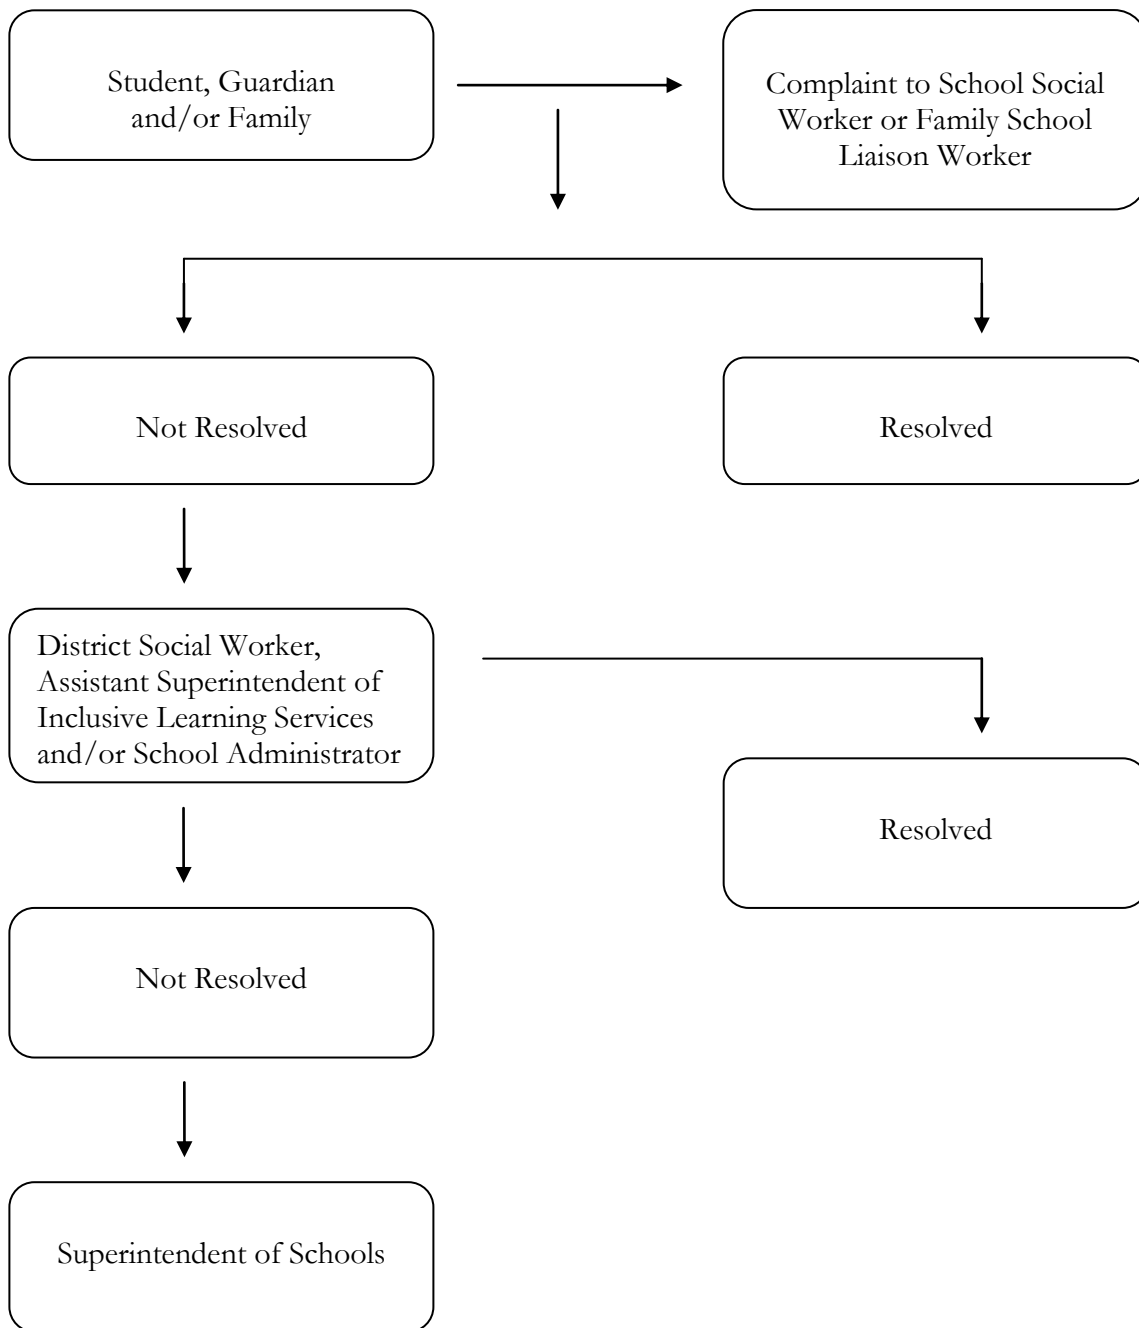 Student, Guardian
and/or Family
Complaint to School Social
Worker or Family School
Liaison Worker
Not Resolved
Resolved
District Social Worker,
Assistant Superintendent of
Inclusive Learning Services
and/or School Administrator
Resolved
Not Resolved
Superintendent of Schools